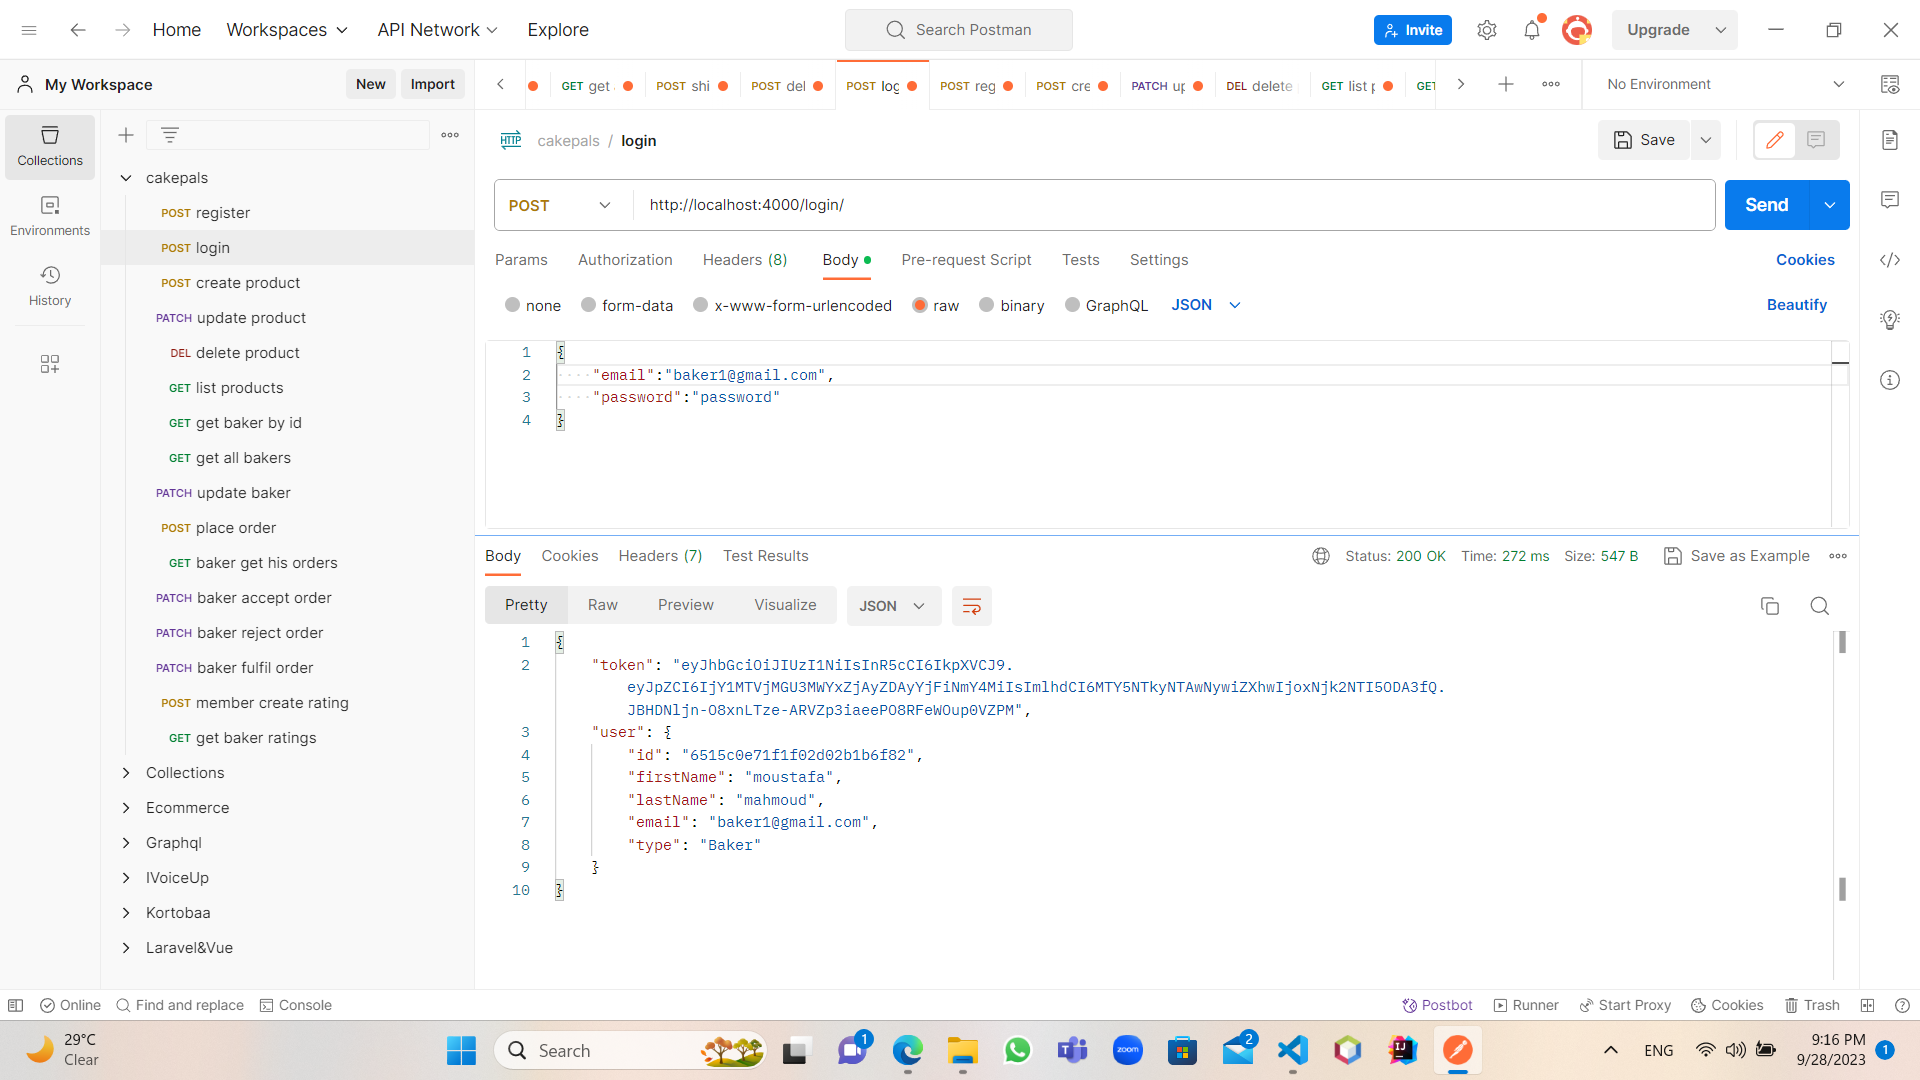 Home
Workspaces
API Network
Explore
Search Postman
Invite
Upgrade
My Workspace
New
Import
GET get
POST shi
POST del
POST log
POST reg
POST cre
PATCH up
DEL delete
GET list p
GET
No Environment
Collections
Environments
History
cakepals
POST register
POST login
POST create product
PATCH update product
DEL delete product
GET list products
GET get baker by id
GET get all bakers
PATCH update baker
POST place order
GET baker get his orders
PATCH baker accept order
PATCH baker reject order
PATCH baker fulfil order
POST member create rating
GET get baker ratings
Collections
Ecommerce
Graphql
IVoiceUp
Kortobaa
Laravel&Vue
HTTP cakepals / login
Save
POST http://localhost:4000/login/
Send
Params Authorization Headers (8) Body Pre-request Script Tests Settings
Cookies
none form-data x-www-form-urlencoded raw binary GraphQL JSON
Beautify
1 {
2 "email":"baker1@gmail.com",
3 "password":"password"
4 }
Body Cookies Headers (7) Test Results
Status: 200 OK Time: 272 ms Size: 547 B Save as Example
Pretty Raw Preview Visualize JSON
1 {
2 "token": "eyJhbGciOiJIUzI1NiIsInR5cCI6IkpXVCJ9.
eyJpZCI6IjY1MTVjMGU3MWYxZjAyZDAyYjFiNmY4MiIsImlhdCI6MTY5NTkyNTAwNywiZXhwIjoxNjk2NTI5ODA3fQ.
JBHDNljn-O8xnLTze-ARVZp3iaeePO8RFeWOup0VZPM",
3 "user": {
4 "id": "6515c0e71f1f02d02b1b6f82",
5 "firstName": "moustafa",
6 "lastName": "mahmoud",
7 "email": "baker1@gmail.com",
8 "type": "Baker"
9 }
10 }
Online Find and replace Console
Postbot Runner Start Proxy Cookies Trash
29°C
Clear
Search
1
zoom
2
ENG
9:16 PM
9/28/2023
1